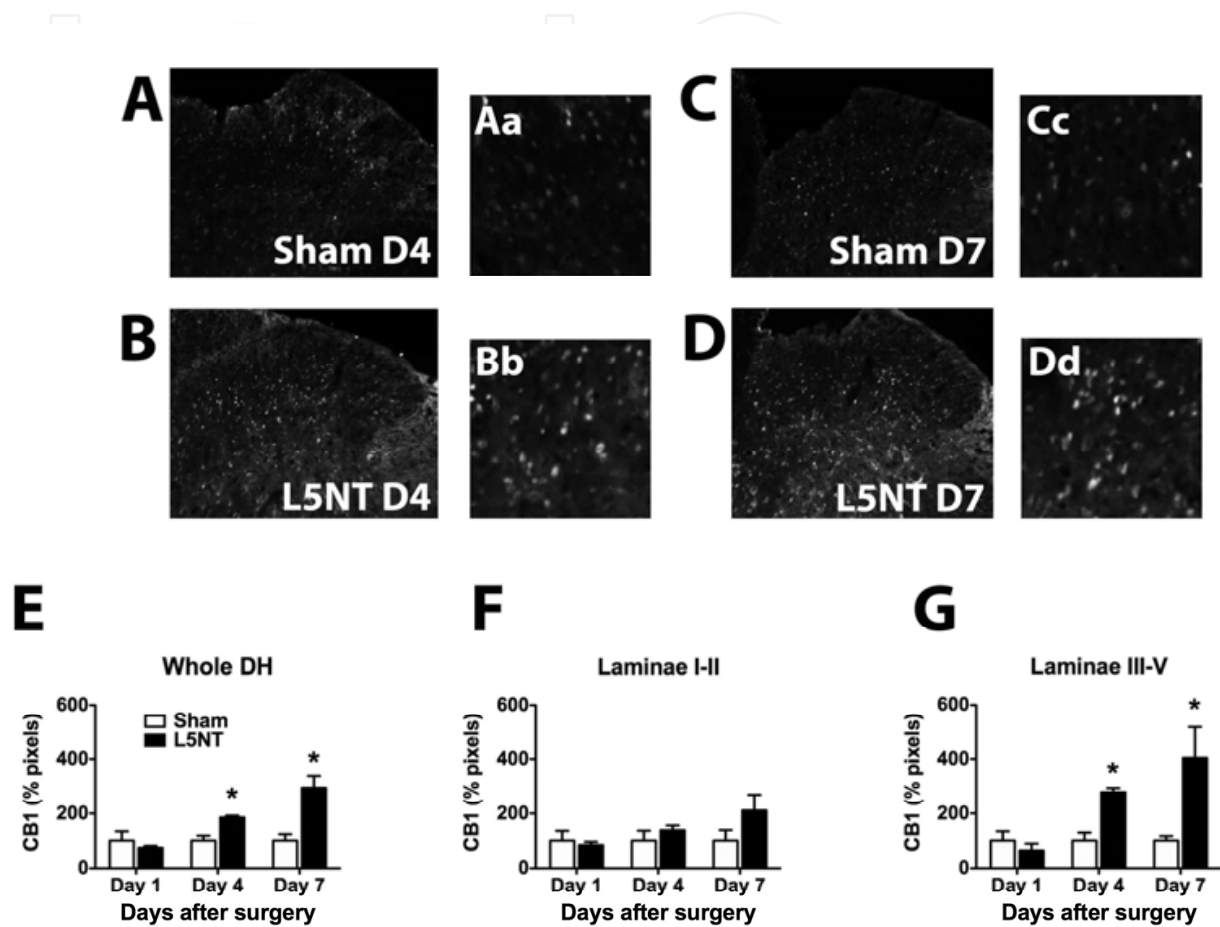 A
Sham D4
Aa
C
Sham D7
Cc
B
L5NT D4
Bb
D
L5NT D7
Dd
E
Whole DH
CB1 (% pixels)
600
400
200
0
Sham
L5NT
*
*
Day 1 Day 4 Day 7
Days after surgery
F
Laminae I-II
CB1 (% pixels)
600
400
200
0
Day 1 Day 4 Day 7
Days after surgery
G
Laminae III-V
CB1 (% pixels)
600
400
200
0
*
*
Day 1 Day 4 Day 7
Days after surgery